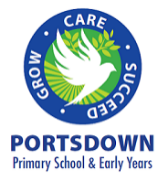 GROW • CARE • SUCCEED
PORTSDOWN
Primary School & Early Years